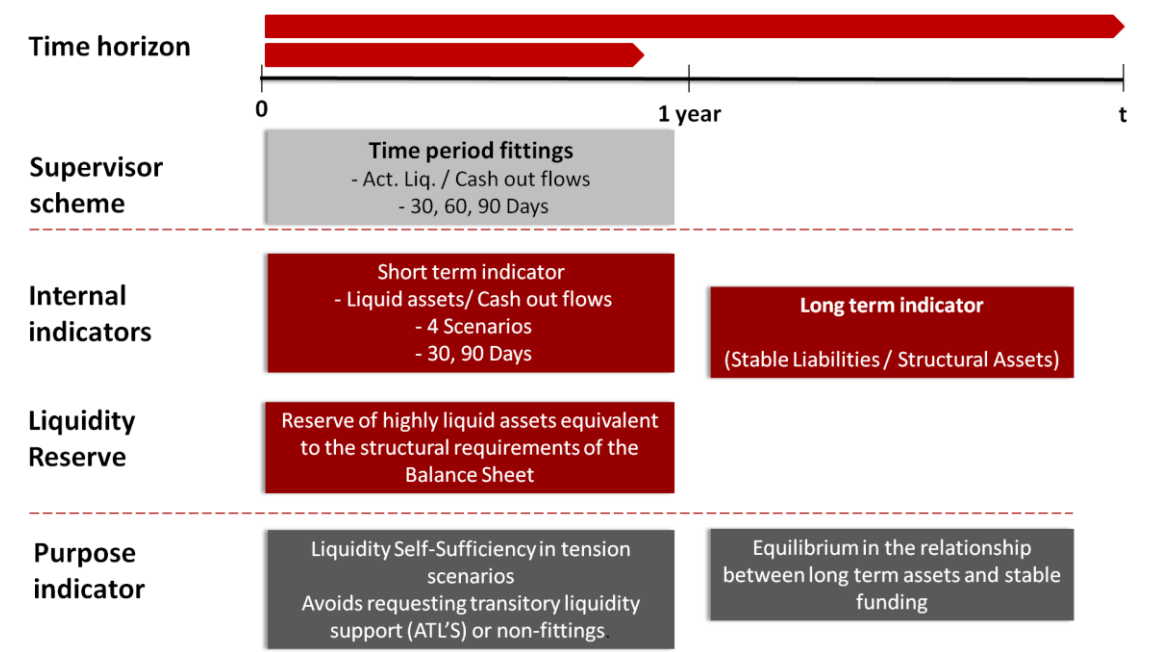 Time horizon
0
1 year
t
Supervisor
scheme
Time period fittings
- Act. Liq. / Cash out flows
- 30, 60, 90 Days
Internal
indicators
Short term indicator
- Liquid assets/ Cash out flows
- 4 Scenarios
- 30, 90 Days
Long term indicator
(Stable Liabilities / Structural Assets)
Liquidity
Reserve
Reserve of highly liquid assets equivalent
to the structural requirements of the
Balance Sheet
Purpose
indicator
Liquidity Self-Sufficiency in tension
scenarios
Avoids requesting transitory liquidity
support (ATL'S) or non-fittings.
Equilibrium in the relationship
between long term assets and stable
funding